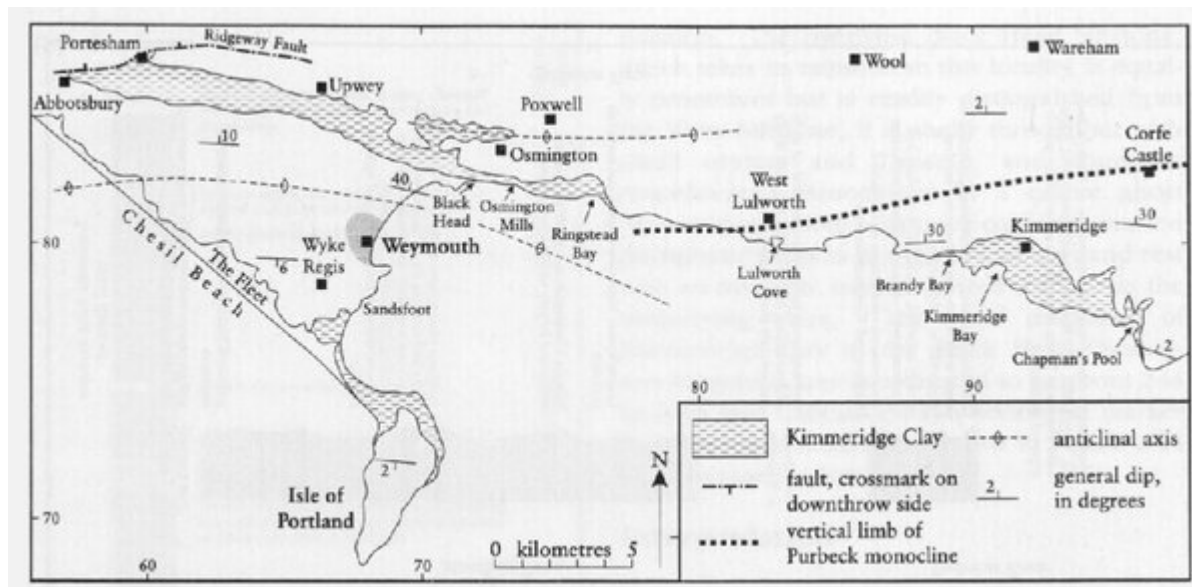 Ridgeway Fault
Portesham
Abbotsbury
Upwey
Poxwell
Osmington
Wool
Wareham
2
10
Corfe
Castle
40
Black
Head
Osmington
Mills
Ringstead
Bay
West
Lulworth
Lulworth
Cove
30
30
Kimmeridge
Brandy Bay
Kimmeridge
Bay
Chapman's Pool
2
80
Chesil Beach
The Fleet
6
Wyke
Regis
Weymouth
Sandsfoot
2
Isle of
Portland
70
60
70
80
90
0 kilometres 5
N
Kimmeridge Clay
anticlinal axis
fault, crossmark on
downthrow side
2
general dip,
in degrees
vertical limb of
Purbeck monocline